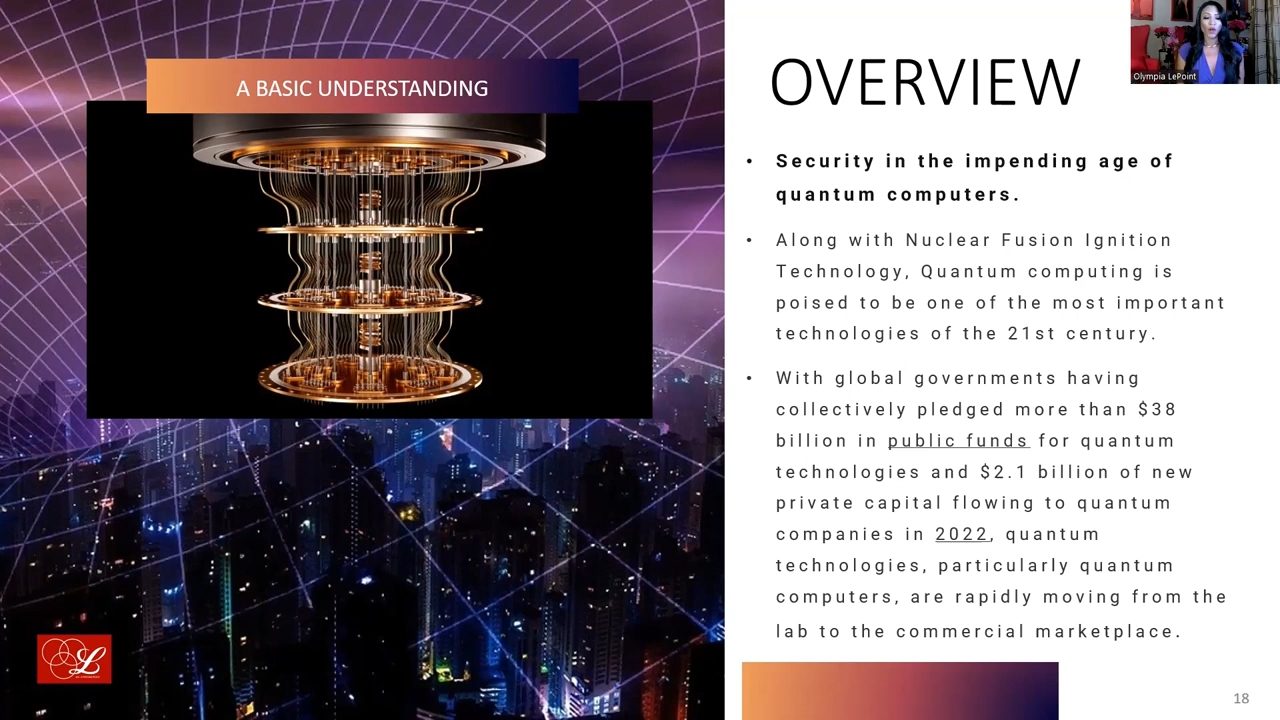 A BASIC UNDERSTANDING
OVERVIEW
Olympia LePoint
• Security in the impending age of
quantum computers.
• Along with Nuclear Fusion Ignition
Technology, Quantum computing is
poised to be one of the most important
technologies of the 21st century.
• With global governments having
collectively pledged more than $38
billion in public funds for quantum
technologies and $2.1 billion of new
private capital flowing to quantum
companies in 2022, quantum
technologies, particularly quantum
computers, are rapidly moving from the
lab to the commercial marketplace.
L
18